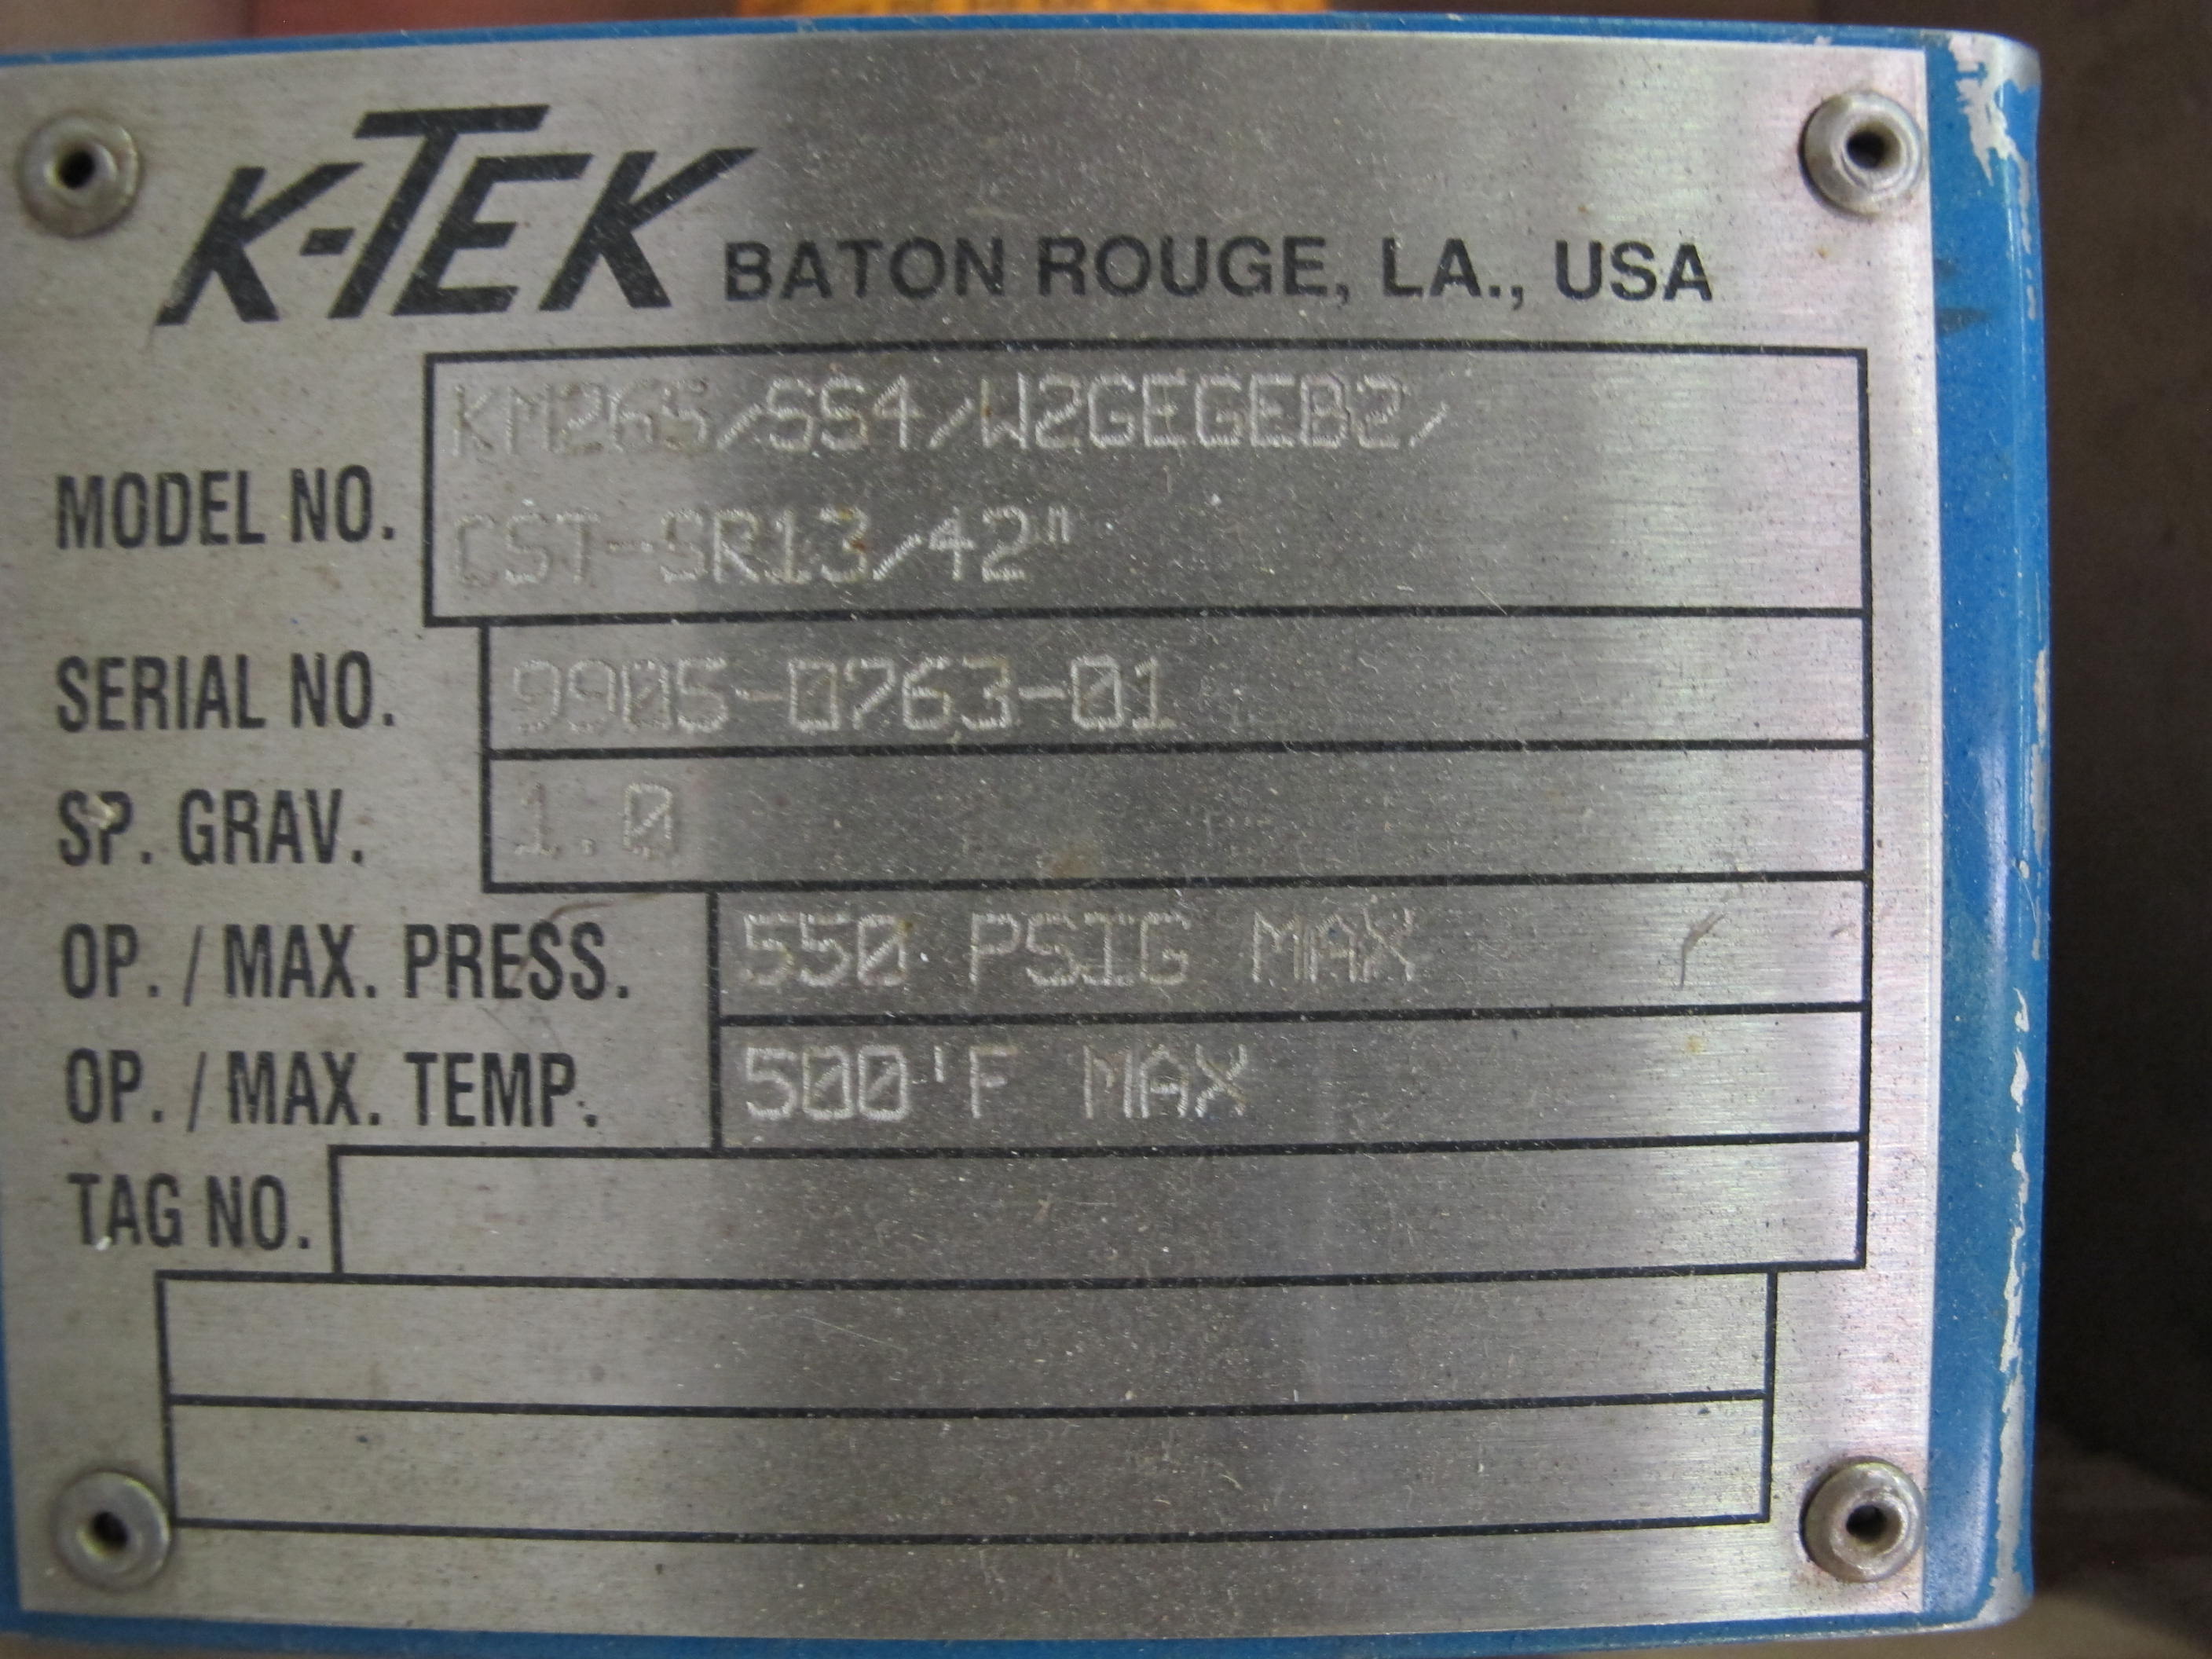 K-TEK BATON ROUGE, LA., USA
MODEL NO. KM26S/SS4/W2GEGEB2/
CST-SR13/42"
SERIAL NO. 9905-0763-01
SP. GRAV. 1.0
OP. / MAX. PRESS. 550 PSIG MAX
OP. / MAX. TEMP. 500'F MAX
TAG NO.